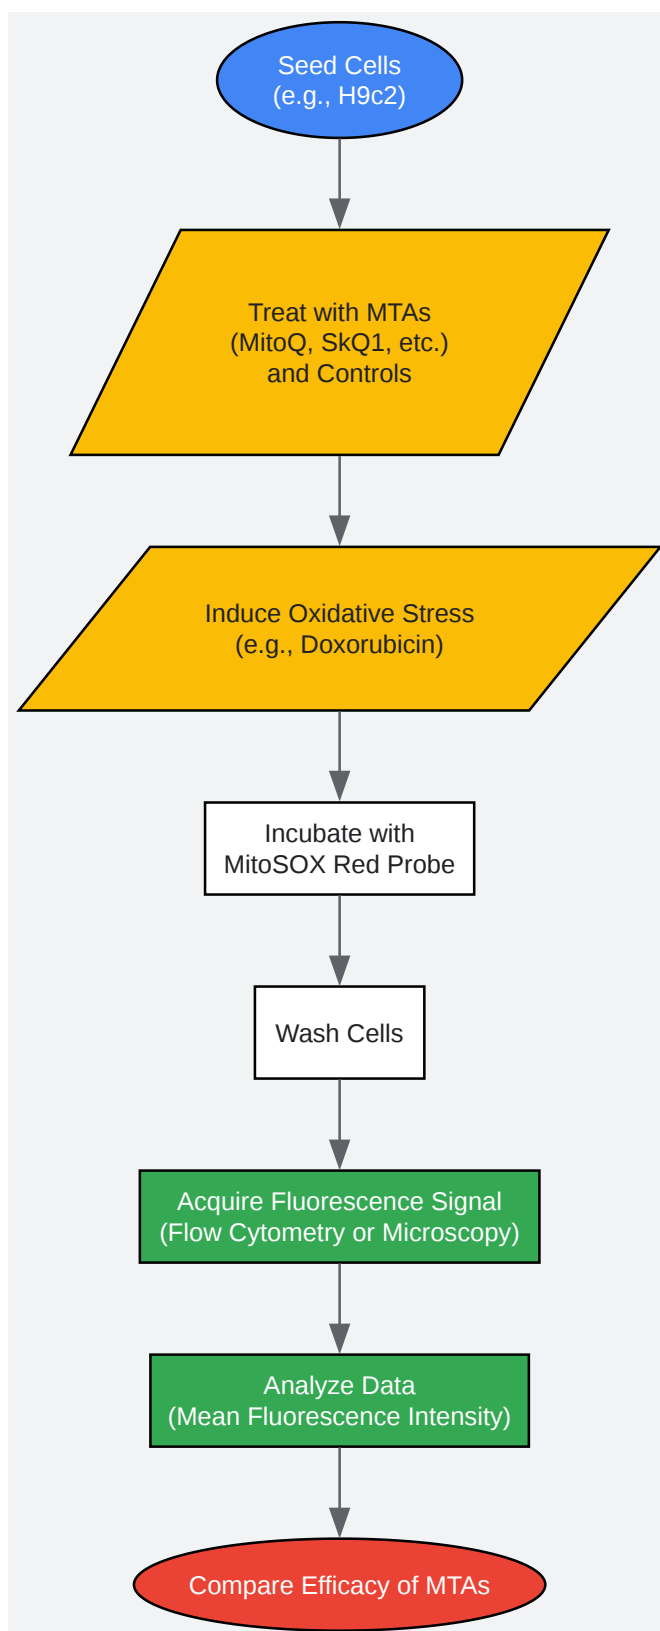 Seed Cells
(e.g., H9c2)
Treat with MTAs
(MitoQ, SkQ1, etc.)
and Controls
Induce Oxidative Stress
(e.g., Doxorubicin)
Incubate with
MitoSOX Red Probe
Wash Cells
Acquire Fluorescence Signal
(Flow Cytometry or Microscopy)
Analyze Data
(Mean Fluorescence Intensity)
Compare Efficacy of MTAs